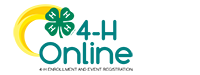 H H
H H
4-H
Online
4-H ENROLLMENT AND EVENT REGISTRATION